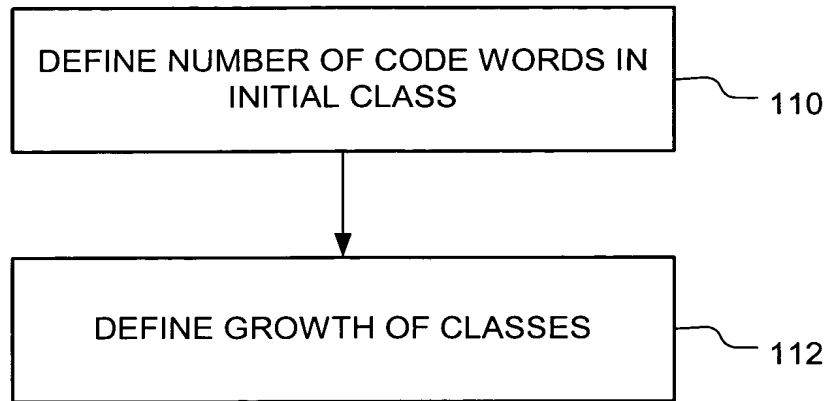 DEFINE NUMBER OF CODE WORDS IN
INITIAL CLASS
110
DEFINE GROWTH OF CLASSES
112